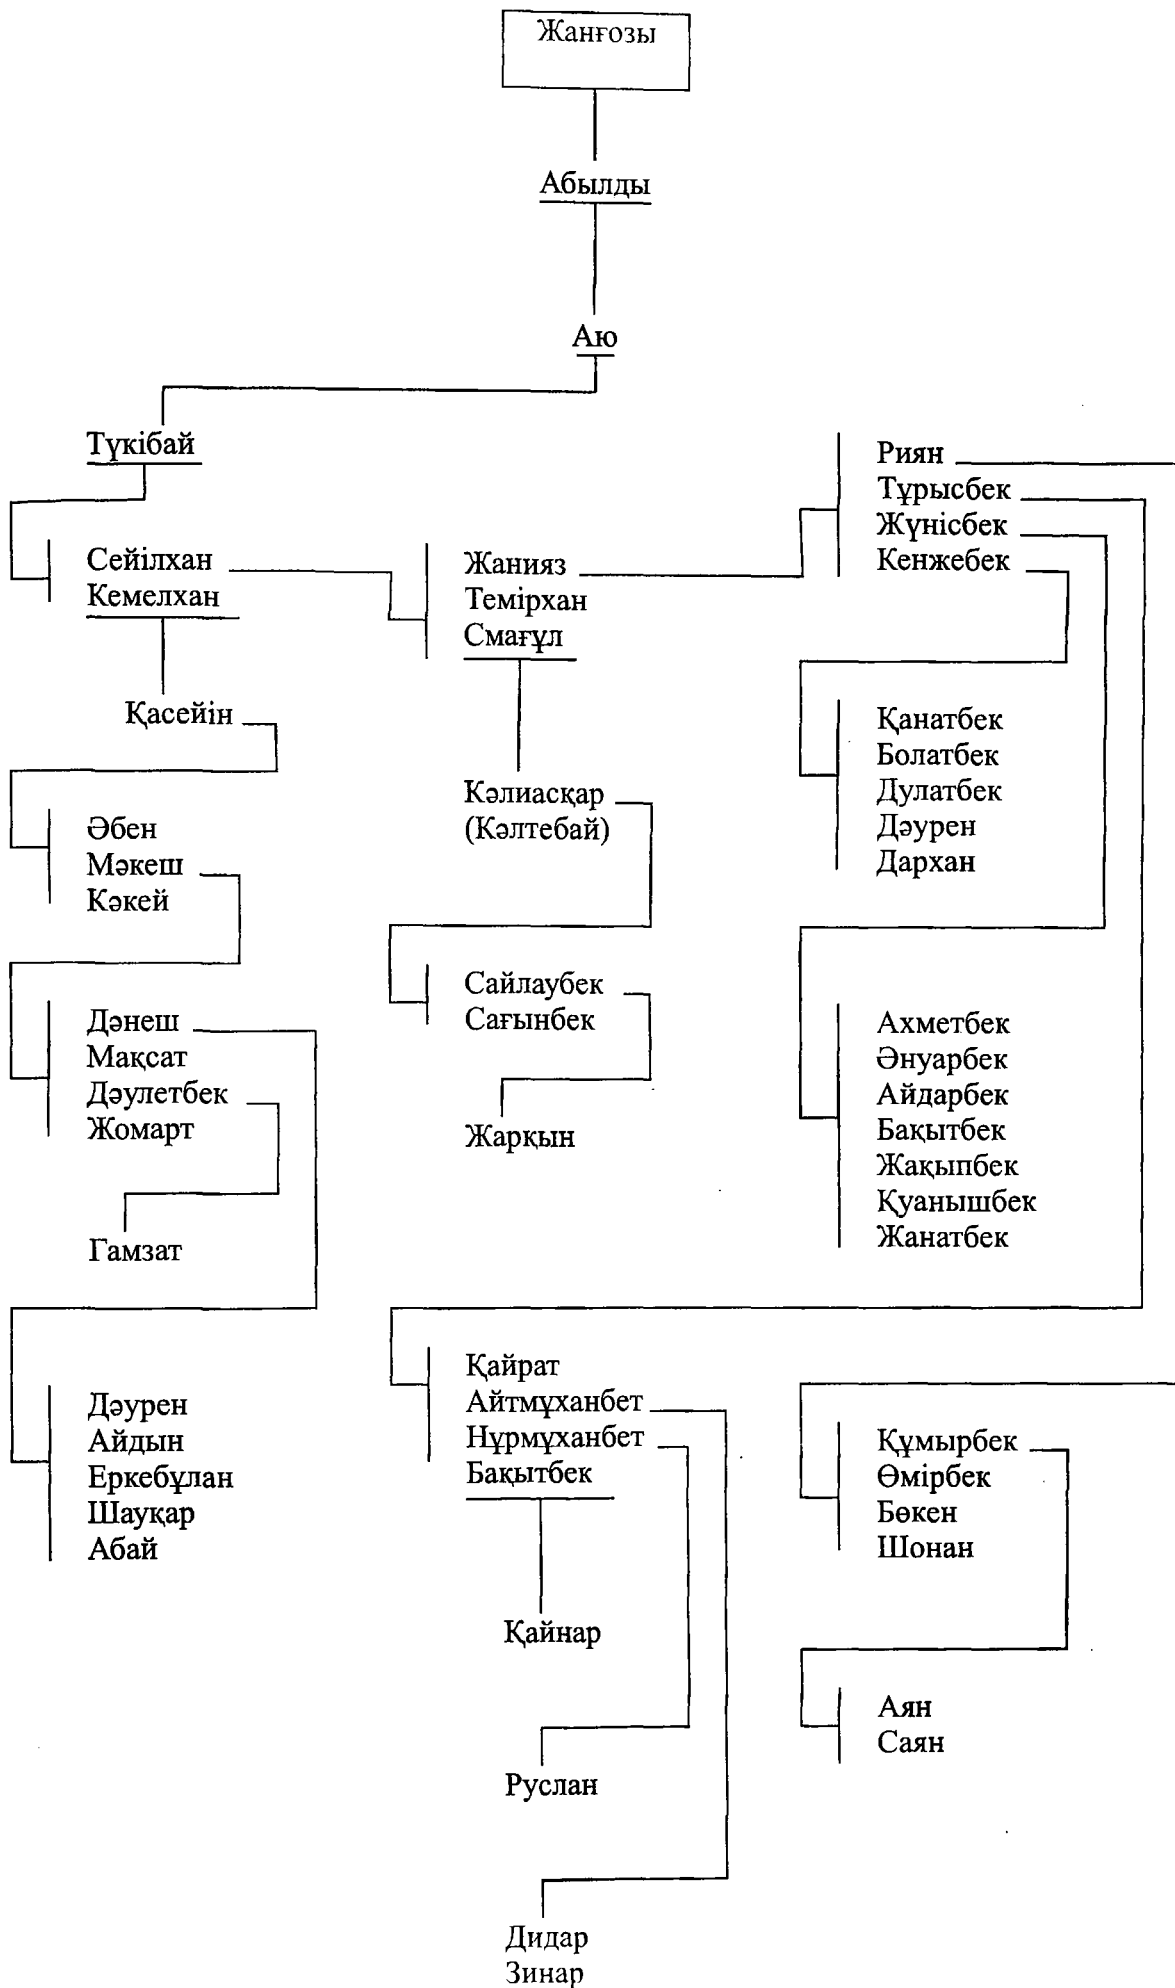 Жанғозы
Абылды
Аю
Түкібай
Сейілхан
Кемелхан
Қасейін
Әбен
Мәкеш
Кәкей
Дәнеш
Мақсат
Дәулетбек
Жомарт
Гамзат
Дәурен
Айдын
Еркебұлан
Шауқар
Абай
Жанияз
Темірхан
Смағұл
Кәлиасқар
(Кәлтебай)
Сайлаубек
Сағынбек
Жарқын
Қайрат
Айтмұханбет
Нұрмұханбет
Бақытбек
Қайнар
Руслан
Дидар
Зинар
Риян
Тұрысбек
Жүнісбек
Кенжебек
Қанатбек
Болатбек
Дулатбек
Дәурен
Дархан
Ахметбек
Әнуарбек
Айдарбек
Бақытбек
Жақыпбек
Қуанышбек
Жанатбек
Құмырбек
Өмірбек
Бөкен
Шонан
Аян
Саян